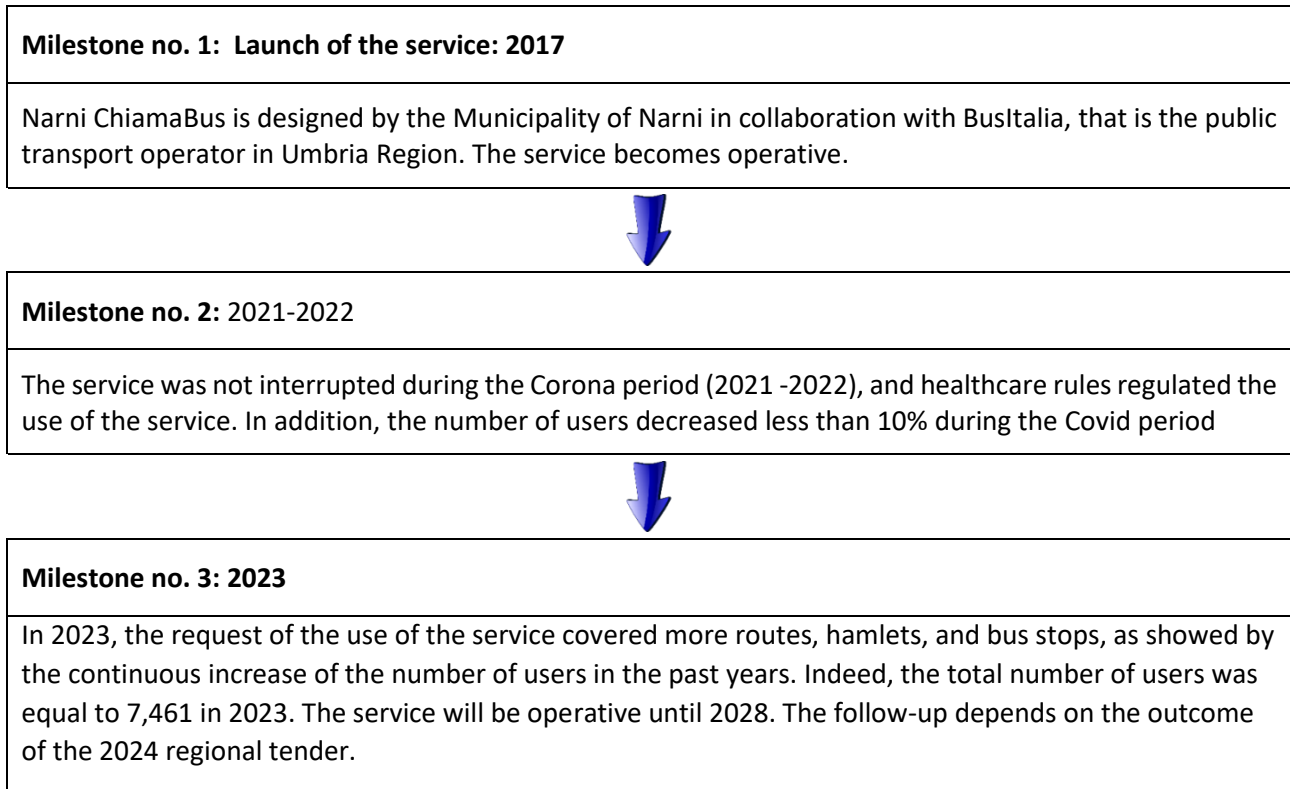 Milestone no. 1: Launch of the service: 2017
Narni ChiamaBus is designed by the Municipality of Narni in collaboration with BusItalia, that is the public
transport operator in Umbria Region. The service becomes operative.
Milestone no. 2: 2021-2022
The service was not interrupted during the Corona period (2021 -2022), and healthcare rules regulated the
use of the service. In addition, the number of users decreased less than 10% during the Covid period
Milestone no. 3: 2023
In 2023, the request of the use of the service covered more routes, hamlets, and bus stops, as showed by
the continuous increase of the number of users in the past years. Indeed, the total number of users was
equal to 7,461 in 2023. The service will be operative until 2028. The follow-up depends on the outcome
of the 2024 regional tender.